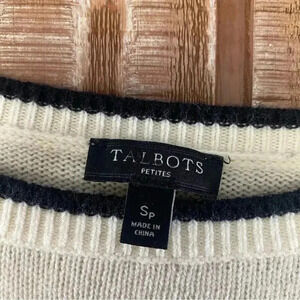 TALBOTS
PETITES
SP
MADE IN
CHINA